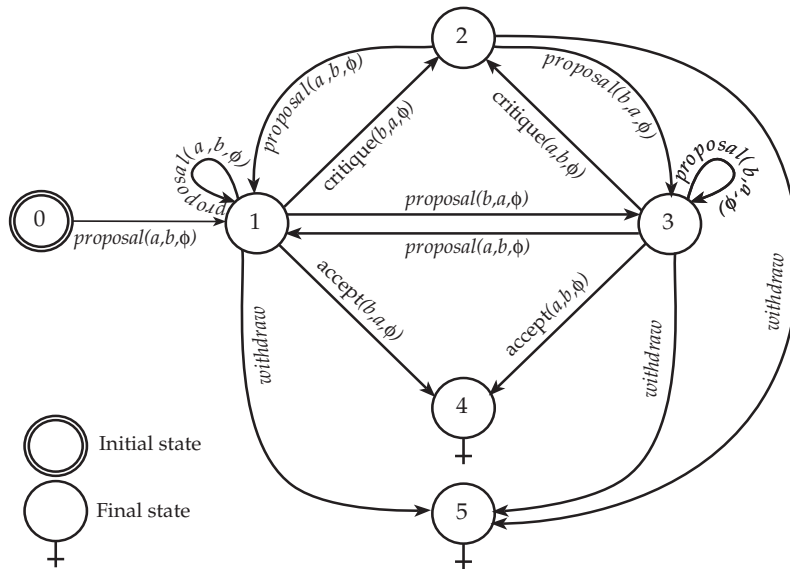 2
proposal(a,b,ϕ)
proposal(b,a,ϕ)
critique(b,a,ϕ)
critique(a,b,ϕ)
proposal(a,b,ϕ)
proposal(b,a,ϕ)
0
1
3
proposal(a,b,ϕ)
proposal(b,a,ϕ)
proposal(a,b,ϕ)
withdraw
accept(b,a,ϕ)
accept(a,b,ϕ)
withdraw
withdraw
4
Initial state
Final state
5